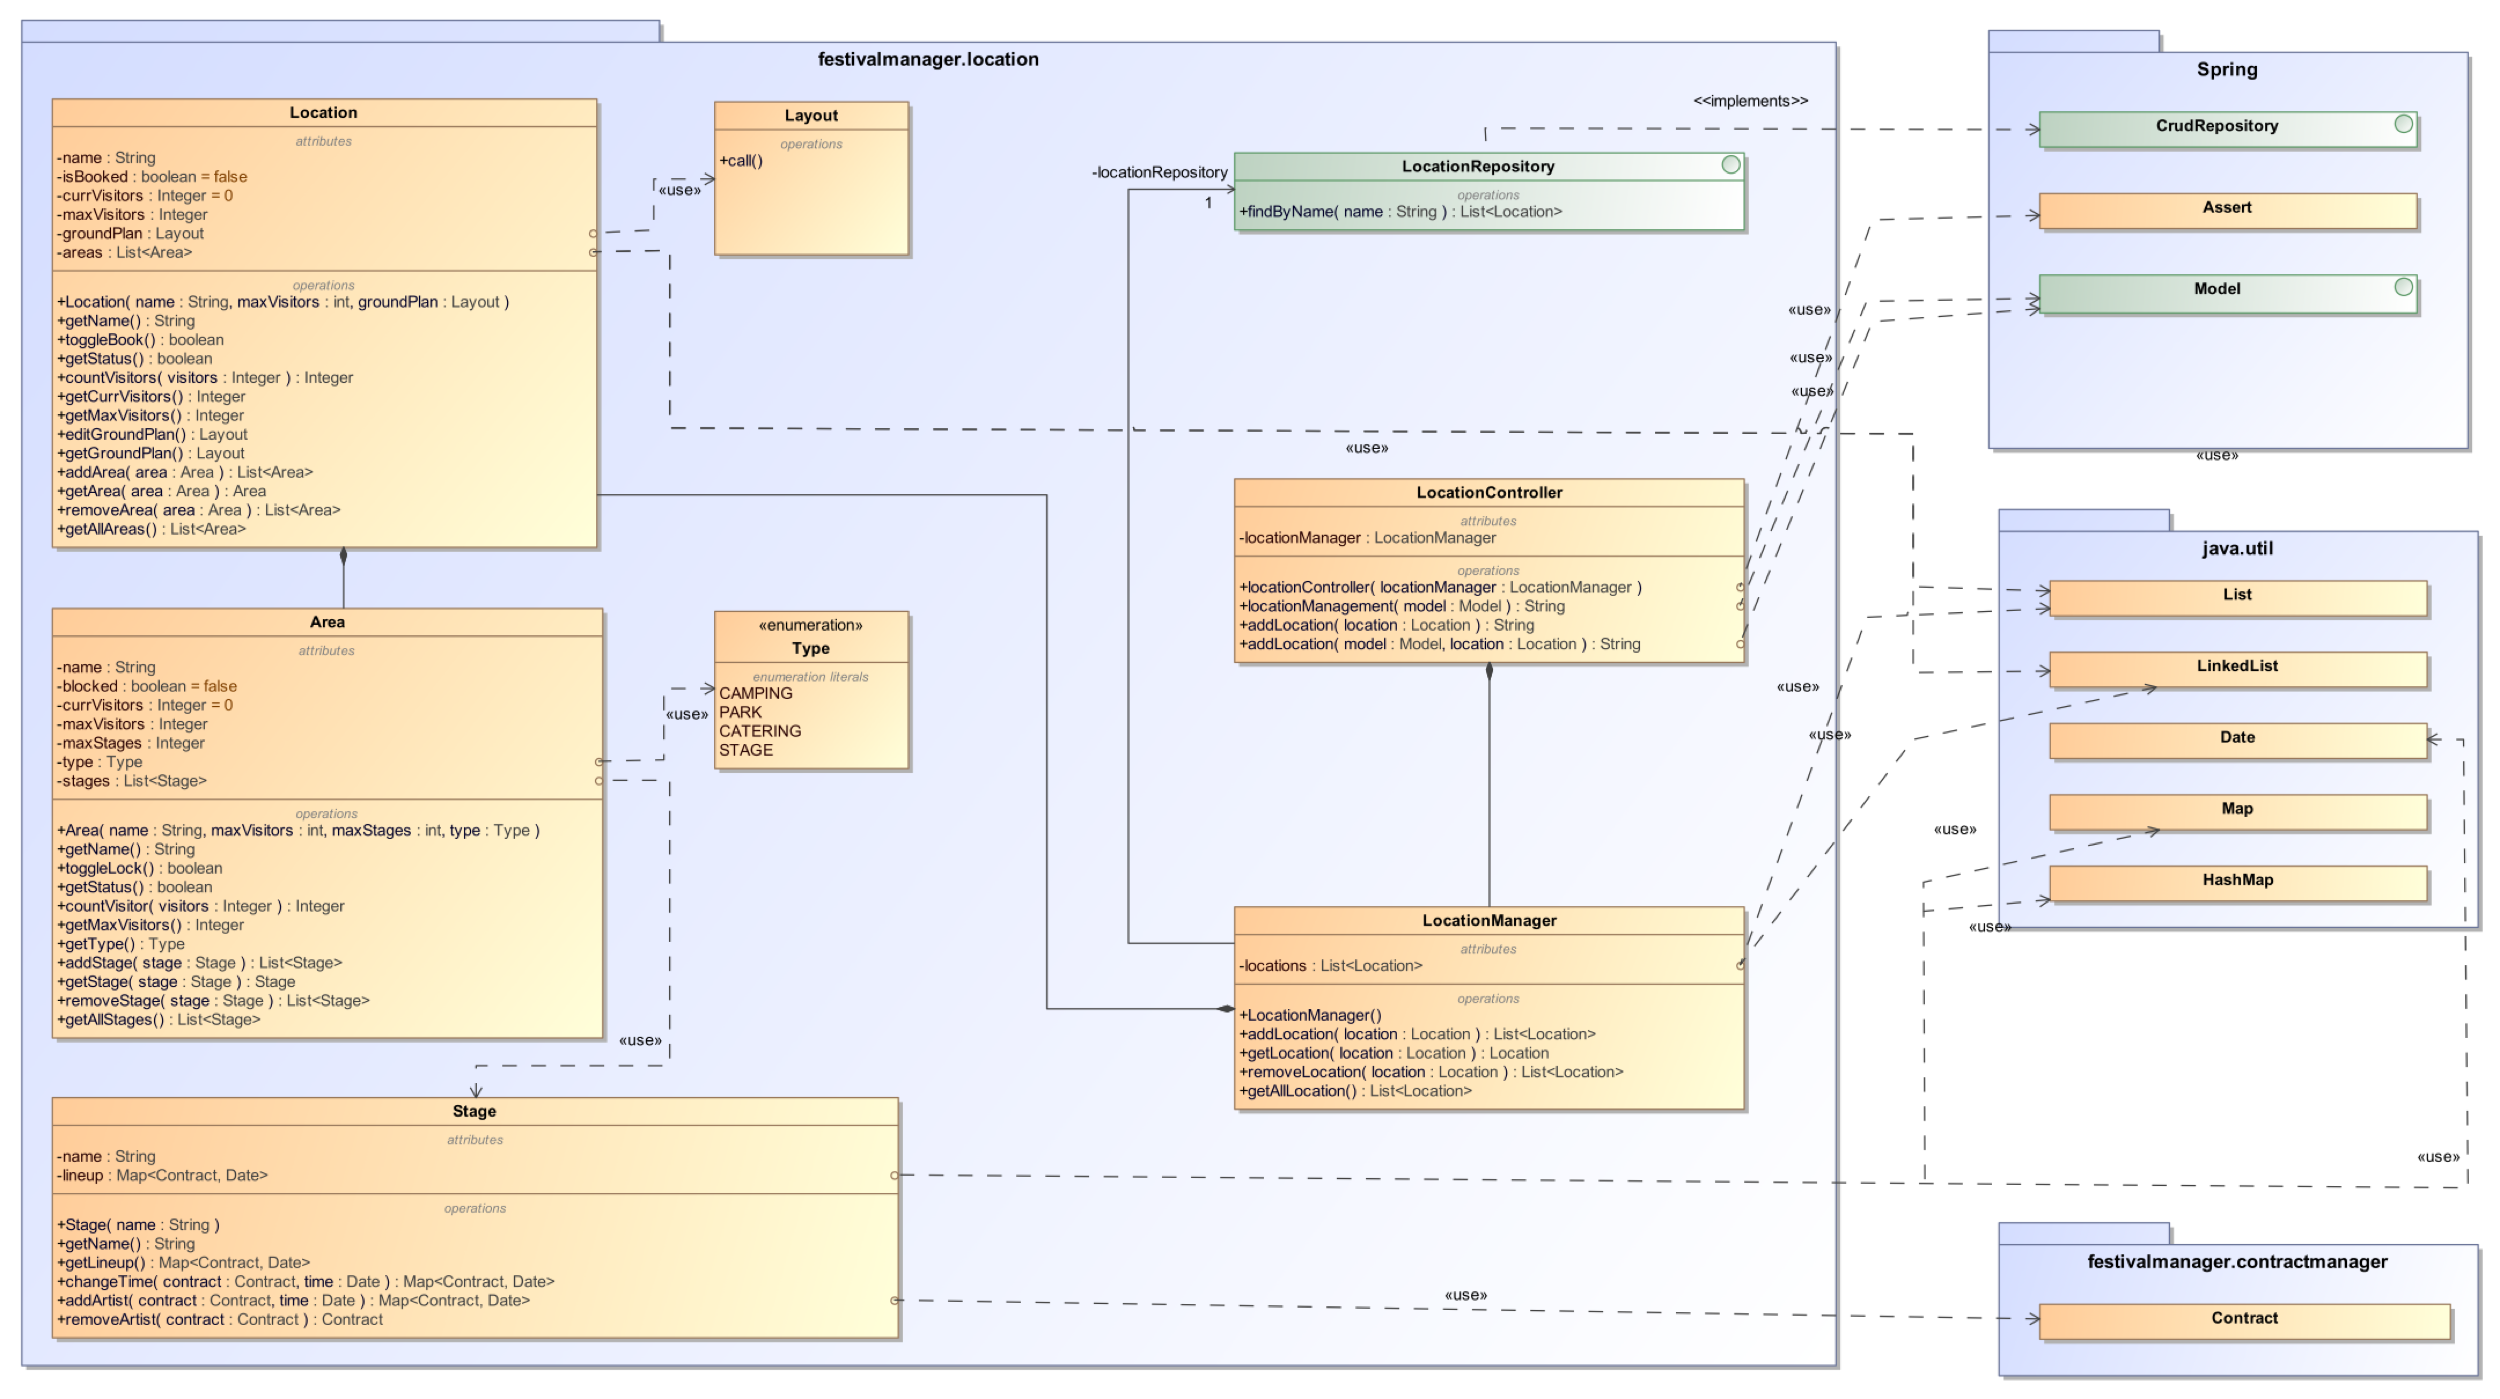 festivalmanager.location
Location
attributes
-name : String
-isBooked : boolean = false
-currVisitors : Integer = 0
-maxVisitors : Integer
-groundPlan : Layout
-areas : List<Area>
operations
+Location( name : String, maxVisitors : int, groundPlan : Layout )
+getName() : String
+toggleBook() : boolean
+getStatus() : boolean
+countVisitors( visitors : Integer ) : Integer
+getCurrVisitors() : Integer
+getMaxVisitors() : Integer
+editGroundPlan() : Layout
+getGroundPlan() : Layout
+addArea( area : Area ) : List<Area>
+getArea( area : Area ) : Area
+removeArea( area : Area ) : List<Area>
+getAllAreas() : List<Area>
«use»
Layout
operations
+call()
-locationRepository
1
LocationRepository
operations
+findByName( name : String ) : List<Location>
<<implements>>
«use»
«use»
«use»
«use»
LocationController
attributes
-locationManager : LocationManager
operations
+locationController( locationManager : LocationManager )
+locationManagement( model : Model ) : String
+addLocation( location : Location ) : String
+addLocation( model : Model, location : Location ) : String
Area
attributes
-name : String
-blocked : boolean = false
-currVisitors : Integer = 0
-maxVisitors : Integer
-maxStages : Integer
-type : Type
-stages : List<Stage>
operations
+Area( name : String, maxVisitors : int, maxStages : int, type : Type )
+getName() : String
+toggleLock() : boolean
+getStatus() : boolean
+countVisitor( visitors : Integer ) : Integer
+getMaxVisitors() : Integer
+getType() : Type
+addStage( stage : Stage ) : List<Stage>
+getStage( stage : Stage ) : Stage
+removeStage( stage : Stage ) : List<Stage>
+getAllStages() : List<Stage>
«use»
«enumeration»
Type
enumeration literals
CAMPING
PARK
CATERING
STAGE
«use»
«use»
«use»
LocationManager
attributes
-locations : List<Location>
operations
+LocationManager()
+addLocation( location : Location ) : List<Location>
+getLocation( location : Location ) : Location
+removeLocation( location : Location ) : List<Location>
+getAllLocation() : List<Location>
Stage
attributes
-name : String
-lineup : Map<Contract, Date>
operations
+Stage( name : String )
+getName() : String
+getLineup() : Map<Contract, Date>
+changeTime( contract : Contract, time : Date ) : Map<Contract, Date>
+addArtist( contract : Contract, time : Date ) : Map<Contract, Date>
+removeArtist( contract : Contract ) : Contract
«use»
Spring
CrudRepository
Assert
Model
«use»
java.util
List
LinkedList
Date
Map
HashMap
«use»
«use»
«use»
festivalmanager.contractmanager
Contract